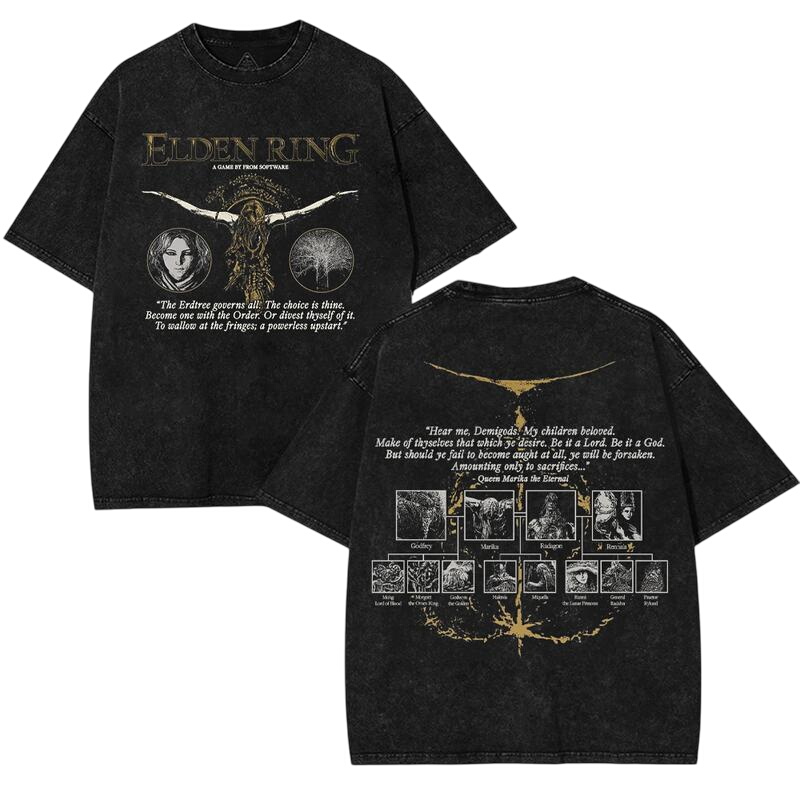 ELDEN RING
A GAME BY FROM SOFTWARE
"The Erdtree governs all. The choice is thine.
Become one with the Order. Or divest thyself of it.
To wallow at the fringes; a powerless upstart."
"Hear me, Demigods. My children beloved.
Make of thyselves that which ye desire. Be it a Lord. Be it a God.
But should ye fail to become aught at all, ye will be forsaken.
Amounting only to sacrifices..."
Queen Marika the Eternal
Godfrey Marika Radagon Rennala
Mohg Morgott Godwyn Malenia Miquella Ranni General Praetor
Lord of Blood the Omen King the Golden the Lunar Princess Radahn Rykard